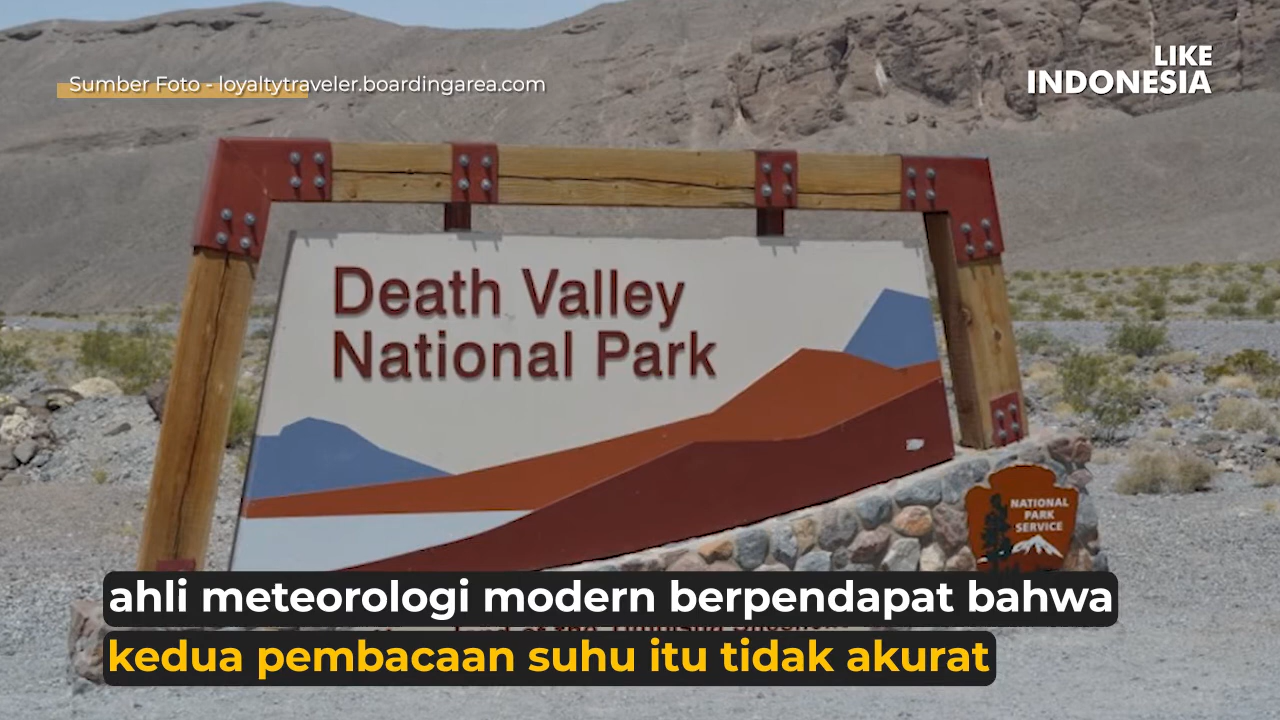 Sumber Foto - loyaltytraveler.boardingarea.com
LIKE
INDONESIA
Death Valley
National Park
NATIONAL
PARK
SERVICE
ahli meteorologi modern berpendapat bahwa
kedua pembacaan suhu itu tidak akurat